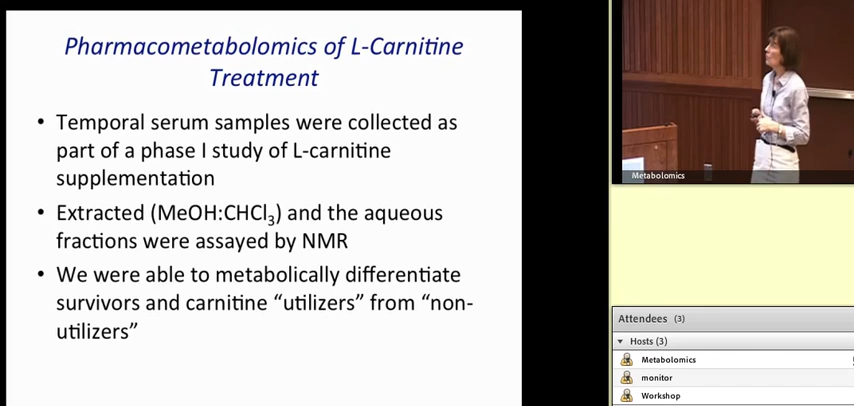 Pharmacometabolomics of L-Carnitine
Treatment
• Temporal serum samples were collected as
part of a phase I study of L-carnitine
supplementation
• Extracted (MeOH:CHCl₃) and the aqueous
fractions were assayed by NMR
• We were able to metabolically differentiate
survivors and carnitine “utilizers” from “non-
utilizers”
Metabolomics
Attendees (3)
Hosts (3)
Metabolomics
monitor
Workshop